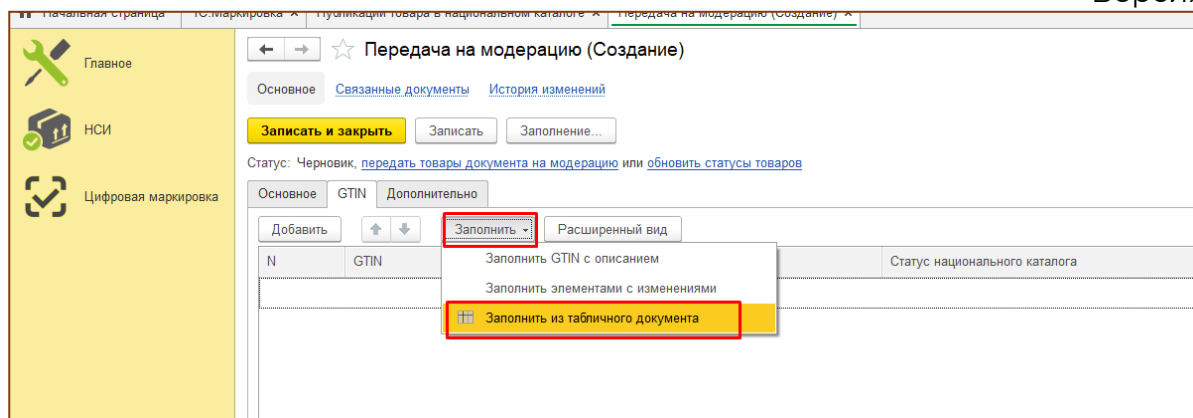 Версия
Начальная страница 1С:Маркировка × Публикации товара в национальном каталоге × Передача на модерацию (Создание) ×
Главное
НСИ
Цифровая маркировка
Передача на модерацию (Создание)
Основное Связанные документы История изменений
Записать и закрыть Записать Заполнение...
Статус: Черновик, передать товары документа на модерацию или обновить статусы товаров
Основное GTIN Дополнительно
Добавить Заполнить Расширенный вид
N GTIN Статус национального каталога
Заполнить GTIN с описанием
Заполнить элементами с изменениями
Заполнить из табличного документа